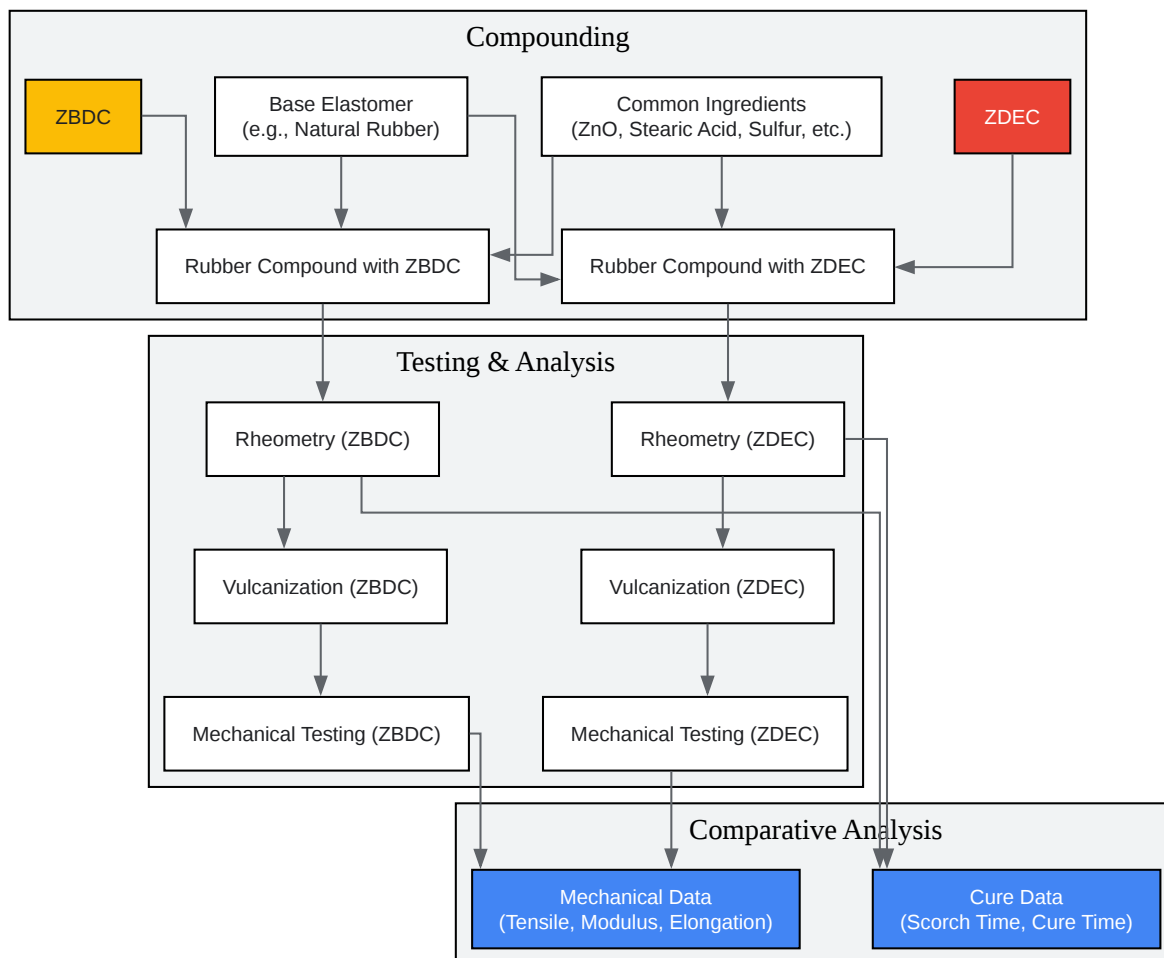 Compounding
ZBDC
Base Elastomer
(e.g., Natural Rubber)
Common Ingredients
(ZnO, Stearic Acid, Sulfur, etc.)
ZDEC
Rubber Compound with ZBDC
Rubber Compound with ZDEC
Testing & Analysis
Rheometry (ZBDC)
Rheometry (ZDEC)
Vulcanization (ZBDC)
Vulcanization (ZDEC)
Mechanical Testing (ZBDC)
Mechanical Testing (ZDEC)
Comparative Analysis
Mechanical Data
(Tensile, Modulus, Elongation)
Cure Data
(Scorch Time, Cure Time)